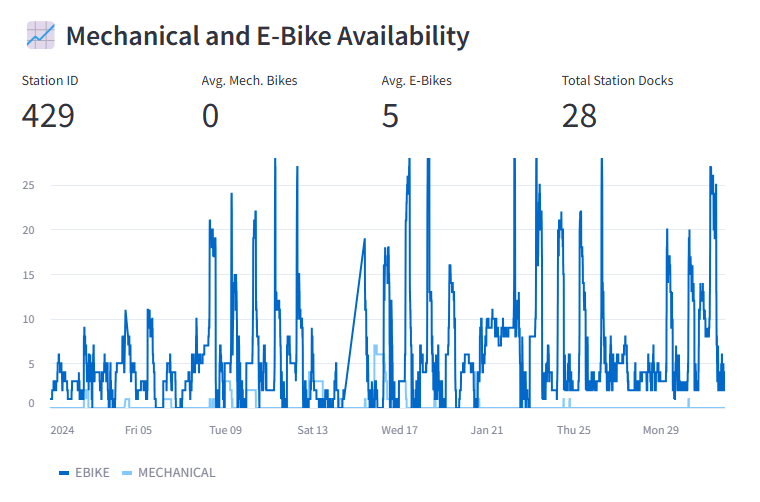 Mechanical and E-Bike Availability
Station ID Avg. Mech. Bikes Avg. E-Bikes Total Station Docks
429 0 5 28
25
20
15
10
5
0
2024 Fri 05 Tue 09 Sat 13 Wed 17 Jan 21 Thu 25 Mon 29
EBIKE MECHANICAL